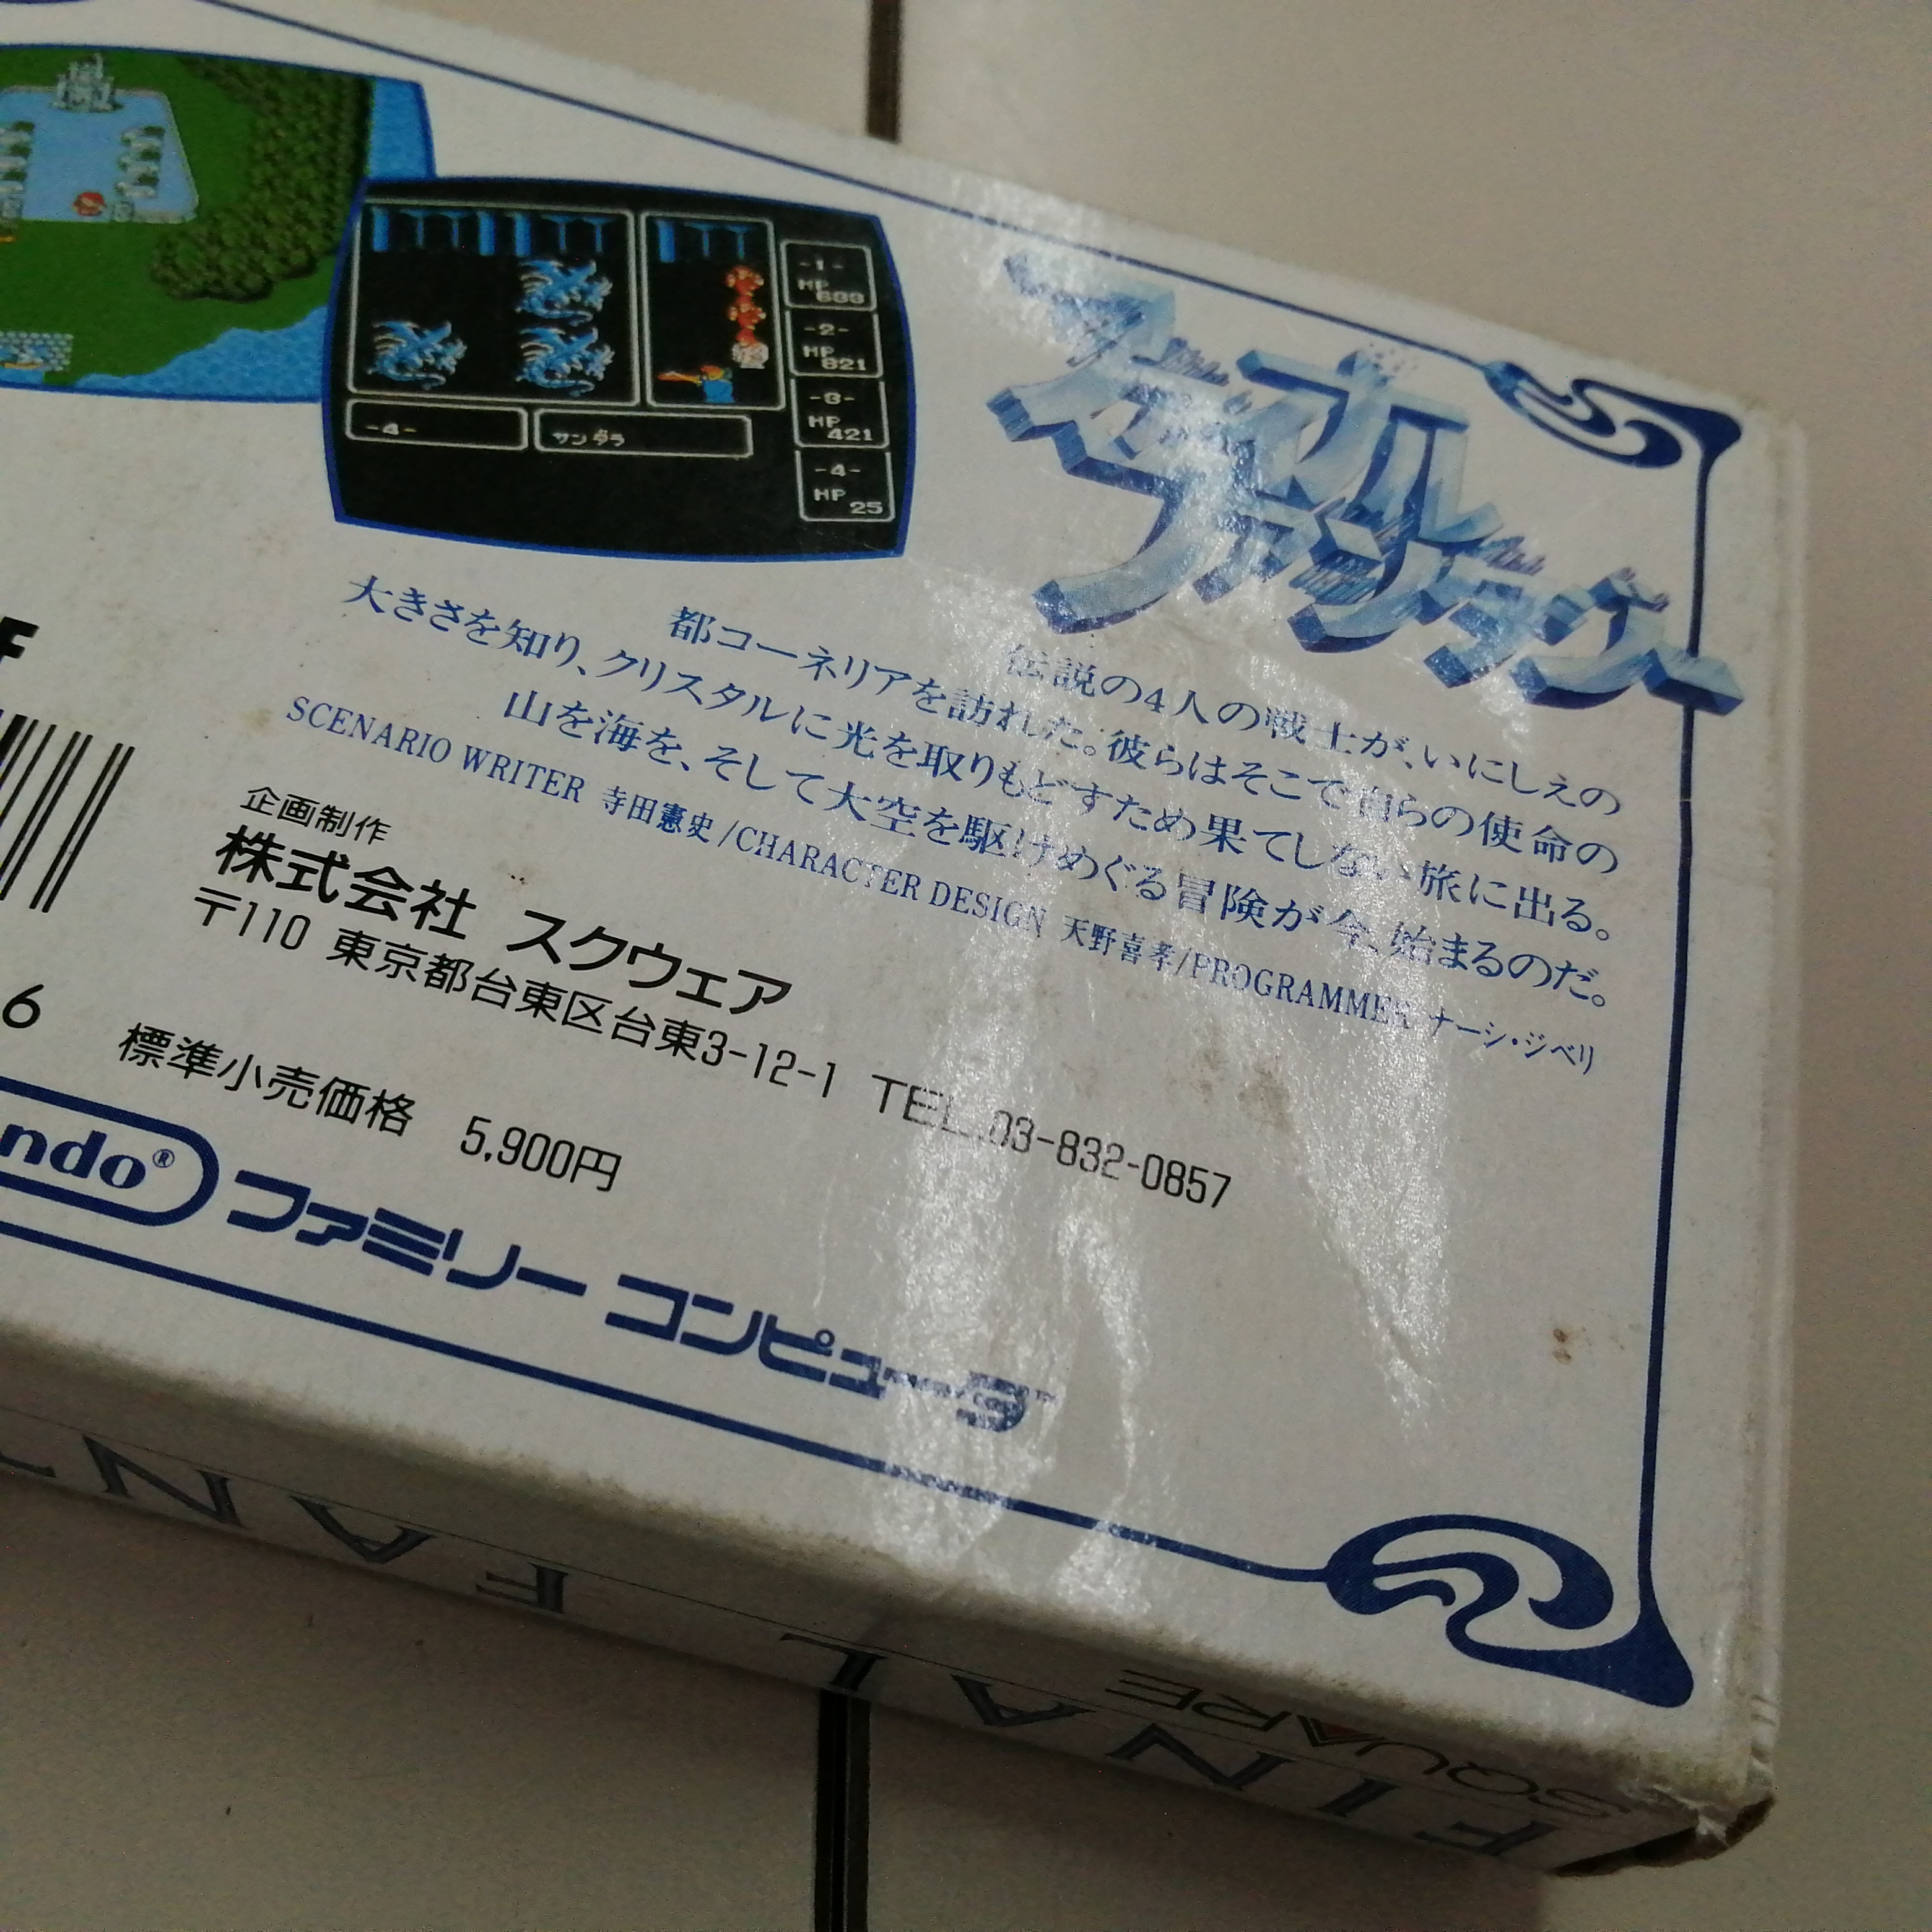 -1-
HP
633
-2-
HP
821
-3-
HP
421
-4-
HP
25
-4-
サンダラ
ファイナル
ファンタジー
伝説の4人の戦士が、いにしえの
都コーネリアを訪れた。彼らはそこで自らの使命の
大きさを知り、クリスタルに光を取りもどすため果てしない旅に出る。
山を海を、そして大空を駆けめぐる冒険が今、始まるのだ。
SCENARIO WRITER 寺田憲史/CHARACTER DESIGN 天野喜孝/PROGRAMMER ナーシ・ジベリ
企画制作
株式会社 スクウェア
〒110 東京都台東区台東3-12-1 TEL.03-832-0857
6
標準小売価格 5,900円
ndo® ファミリー コンピュータ™
FINAL FANT
SQUARE